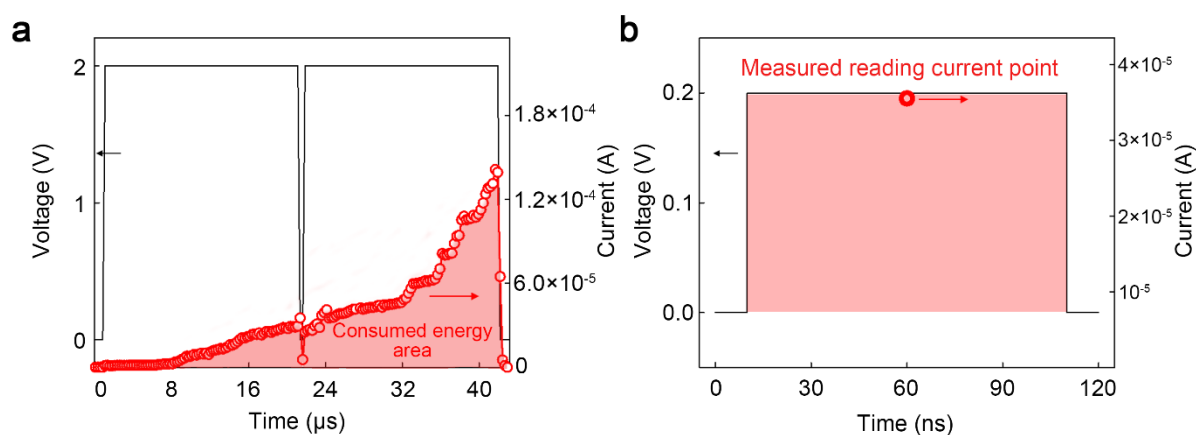 a
Voltage (V)
2
1
0
0
8
16
24
32
40
Time (µs)
1.8×10⁻⁴
1.2×10⁻⁴
6.0×10⁻⁵
0
Current (A)
Consumed energy
area
b
Voltage (V)
0.2
0.1
0.0
0
30
60
90
120
Time (ns)
4×10⁻⁵
3×10⁻⁵
2×10⁻⁵
10⁻⁵
Current (A)
Measured reading current point